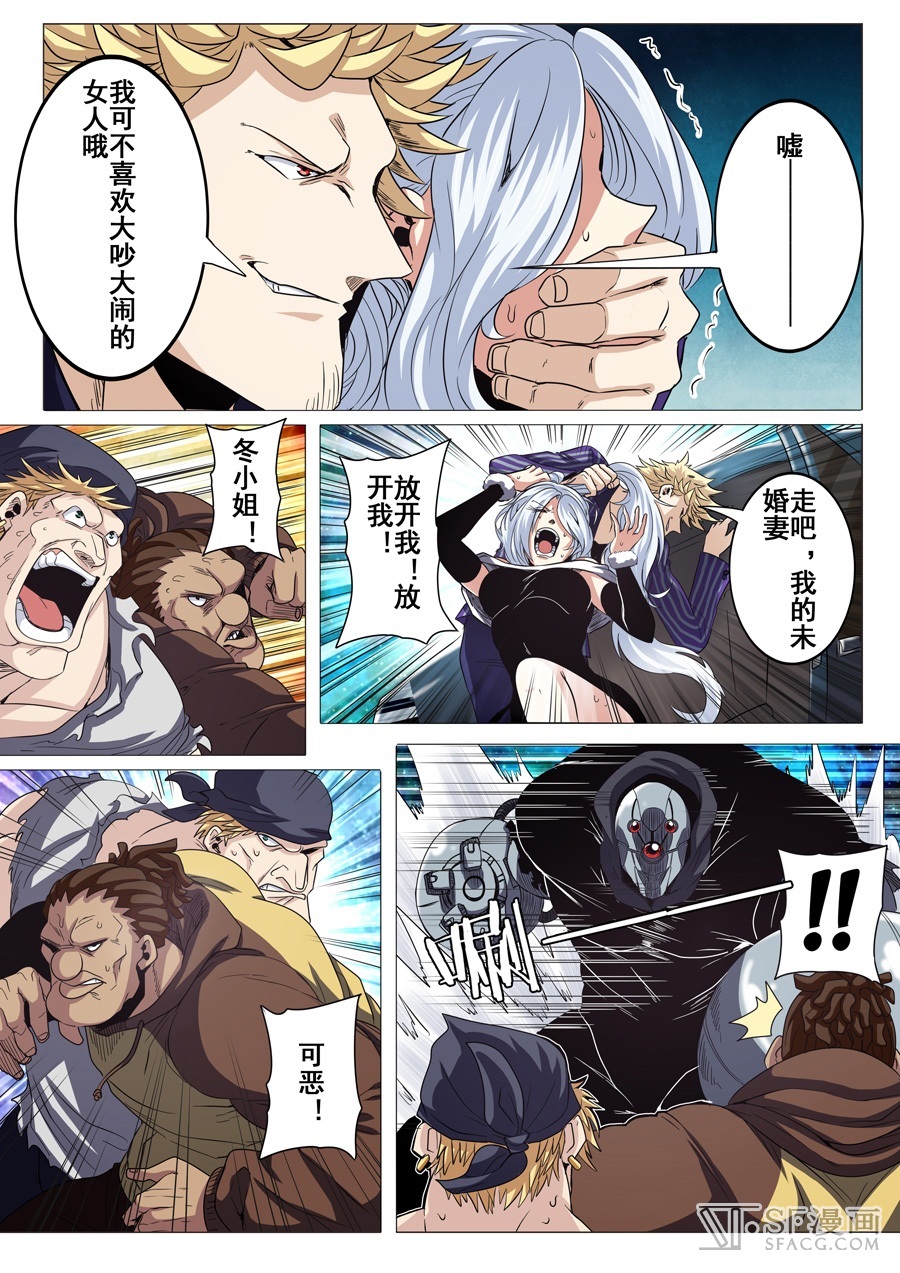 嘘——
我可不喜欢大吵大闹的
女人哦
走吧，我的未
婚妻
放开我！放
开我！
冬小姐！
!!
可恶！
SF漫画
SFACG.COM